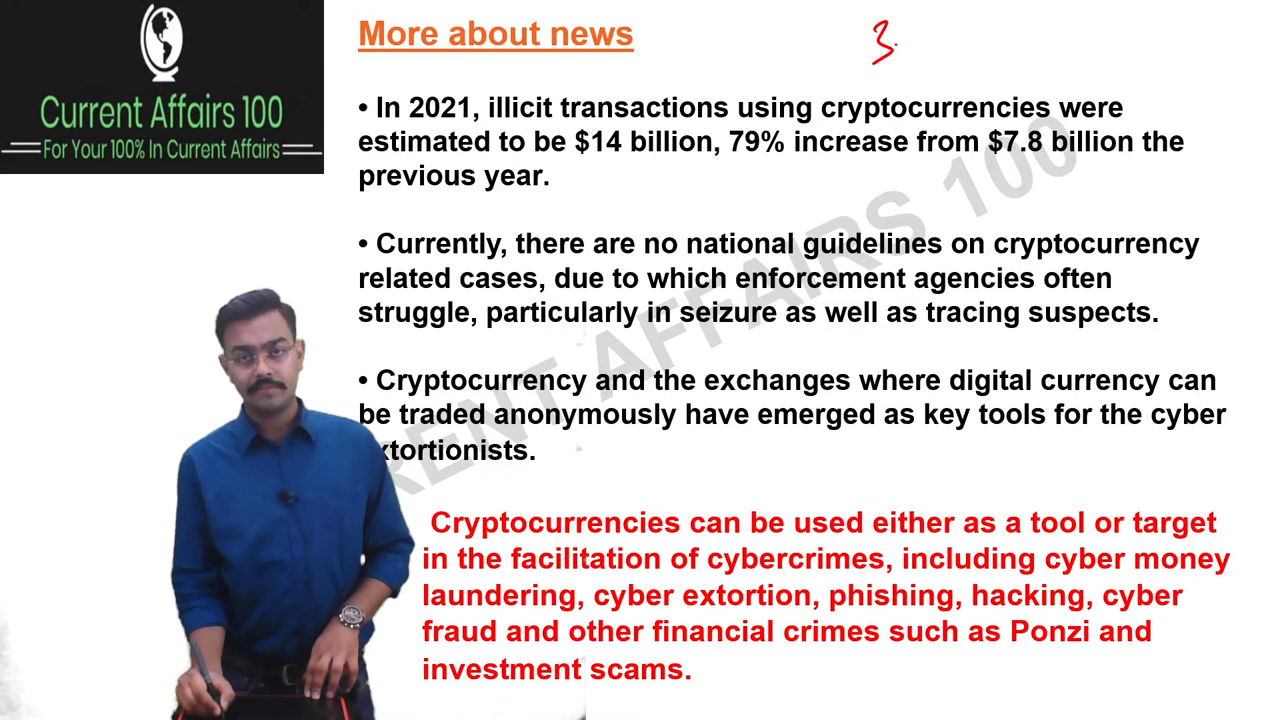 Current Affairs 100
For Your 100% In Current Affairs
More about news
3
• In 2021, illicit transactions using cryptocurrencies were
estimated to be $14 billion, 79% increase from $7.8 billion the
previous year.
• Currently, there are no national guidelines on cryptocurrency
related cases, due to which enforcement agencies often
struggle, particularly in seizure as well as tracing suspects.
• Cryptocurrency and the exchanges where digital currency can
be traded anonymously have emerged as key tools for the cyber
xtortionists.
RENT AFFAIRS 100
Cryptocurrencies can be used either as a tool or target
in the facilitation of cybercrimes, including cyber money
laundering, cyber extortion, phishing, hacking, cyber
fraud and other financial crimes such as Ponzi and
investment scams.